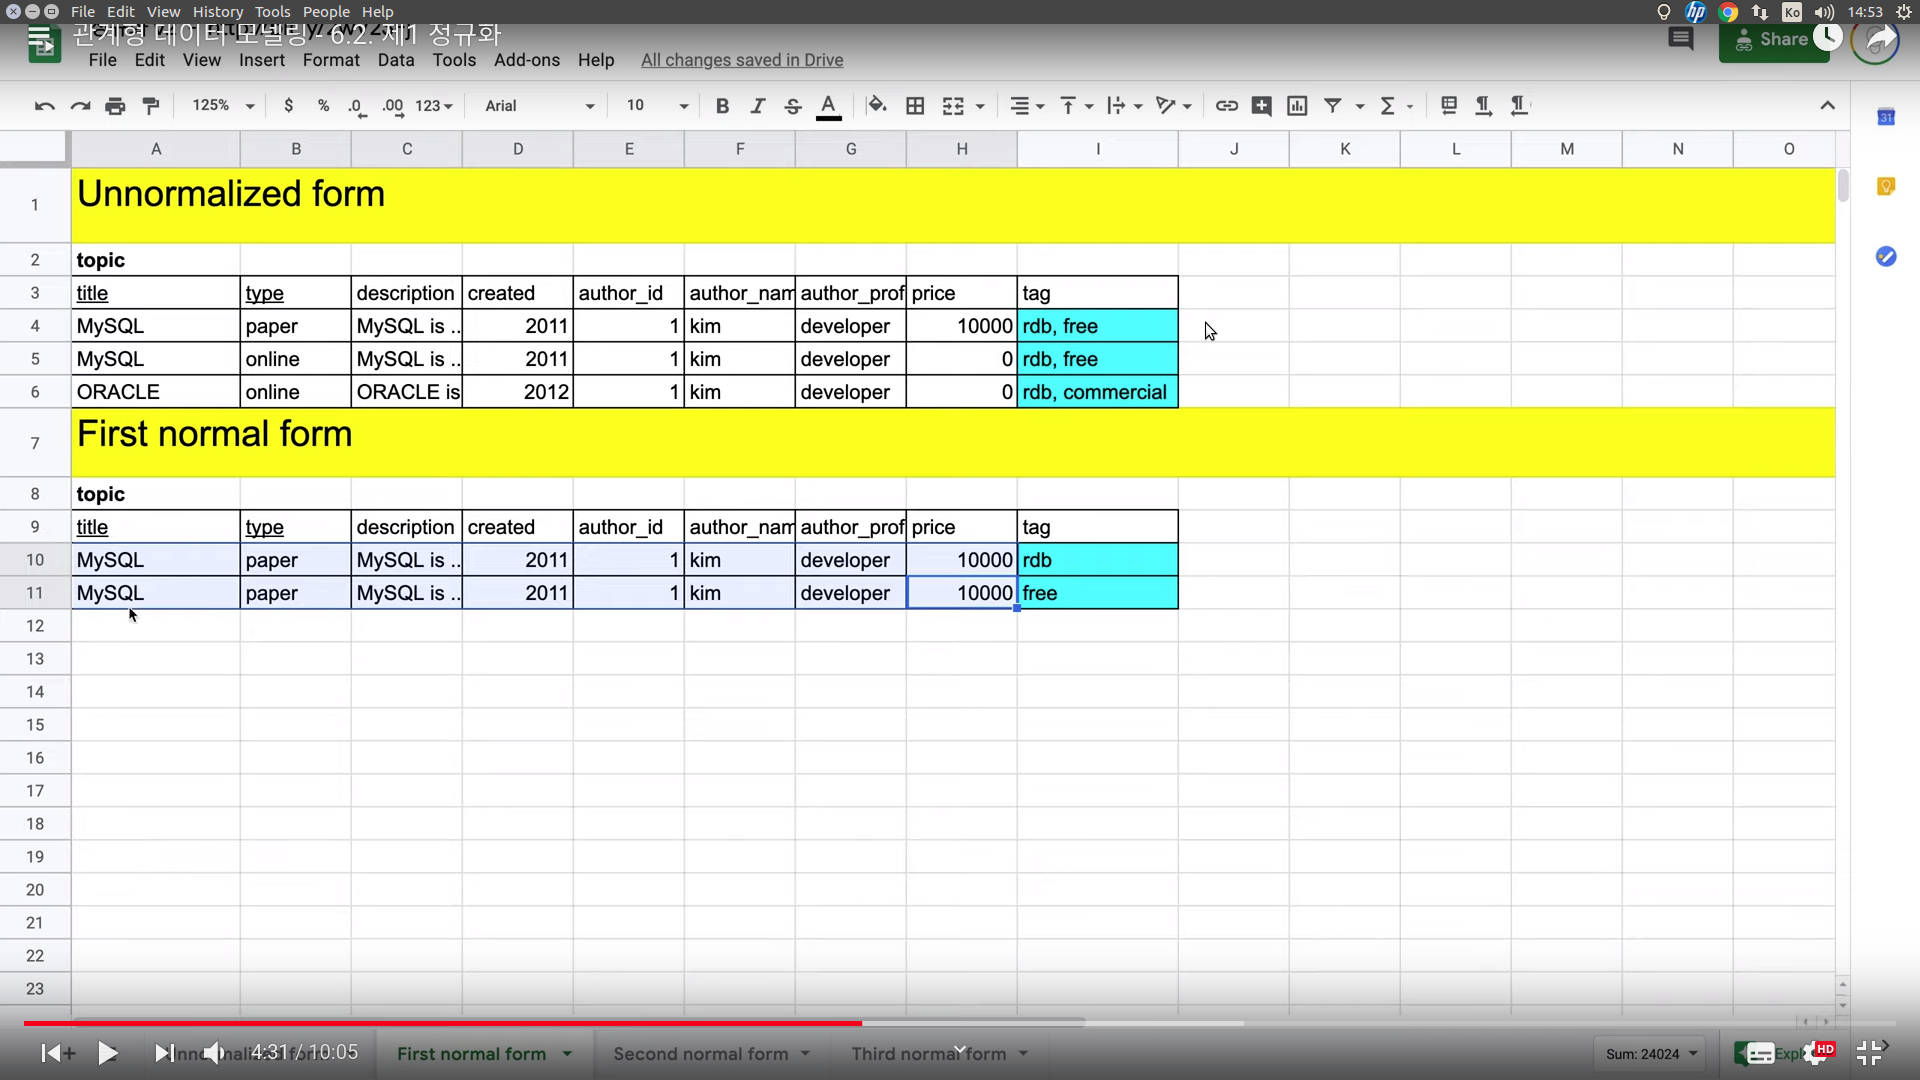 File Edit View History Tools People Help
Ko 14:53
관계형 데이터 모델링 - 6.2. 제1 정규화
File Edit View Insert Format Data Tools Add-ons Help All changes saved in Drive
Share
125% $ % .0 .00 123 Arial 10 B I S A
31
A B C D E F G H I J K L M N O
1 Unnormalized form
2 topic
3 title type description created author_id author_nam author_prof price tag
4 MySQL paper MySQL is .. 2011 1 kim developer 10000 rdb, free
5 MySQL online MySQL is .. 2011 1 kim developer 0 rdb, free
6 ORACLE online ORACLE is 2012 1 kim developer 0 rdb, commercial
7 First normal form
8 topic
9 title type description created author_id author_nam author_prof price tag
10 MySQL paper MySQL is .. 2011 1 kim developer 10000 rdb
11 MySQL paper MySQL is .. 2011 1 kim developer 10000 free
12
13
14
15
16
17
18
19
20
21
22
23
4:31 / 10:05 First normal form Second normal form Third normal form Sum: 24024 HD